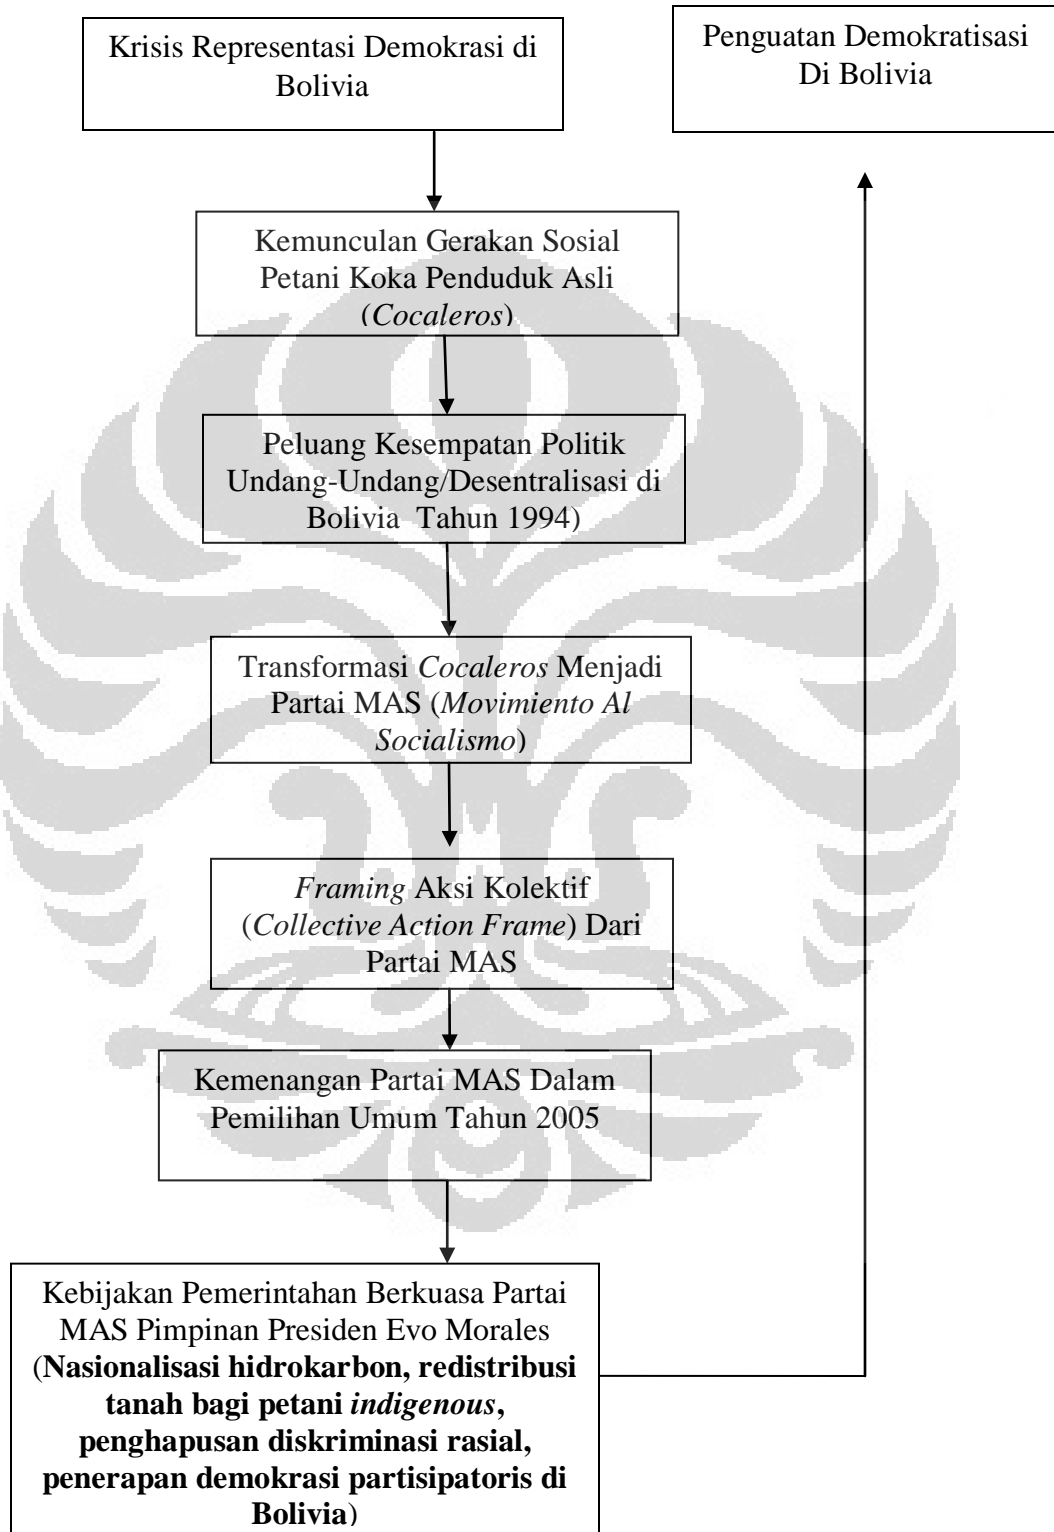 Krisis Representasi Demokrasi di
Bolivia
Penguatan Demokratisasi
Di Bolivia
Kemunculan Gerakan Sosial
Petani Koka Penduduk Asli
(Cocaleros)
Peluang Kesempatan Politik
Undang-Undang/Desentralisasi di
Bolivia  Tahun 1994)
Transformasi Cocaleros Menjadi
Partai MAS (Movimiento Al
Socialismo)
Framing Aksi Kolektif
(Collective Action Frame) Dari
Partai MAS
Kemenangan Partai MAS Dalam
Pemilihan Umum Tahun 2005
Kebijakan Pemerintahan Berkuasa Partai
MAS Pimpinan Presiden Evo Morales
(Nasionalisasi hidrokarbon, redistribusi
tanah bagi petani indigenous,
penghapusan diskriminasi rasial,
penerapan demokrasi partisipatoris di
Bolivia)